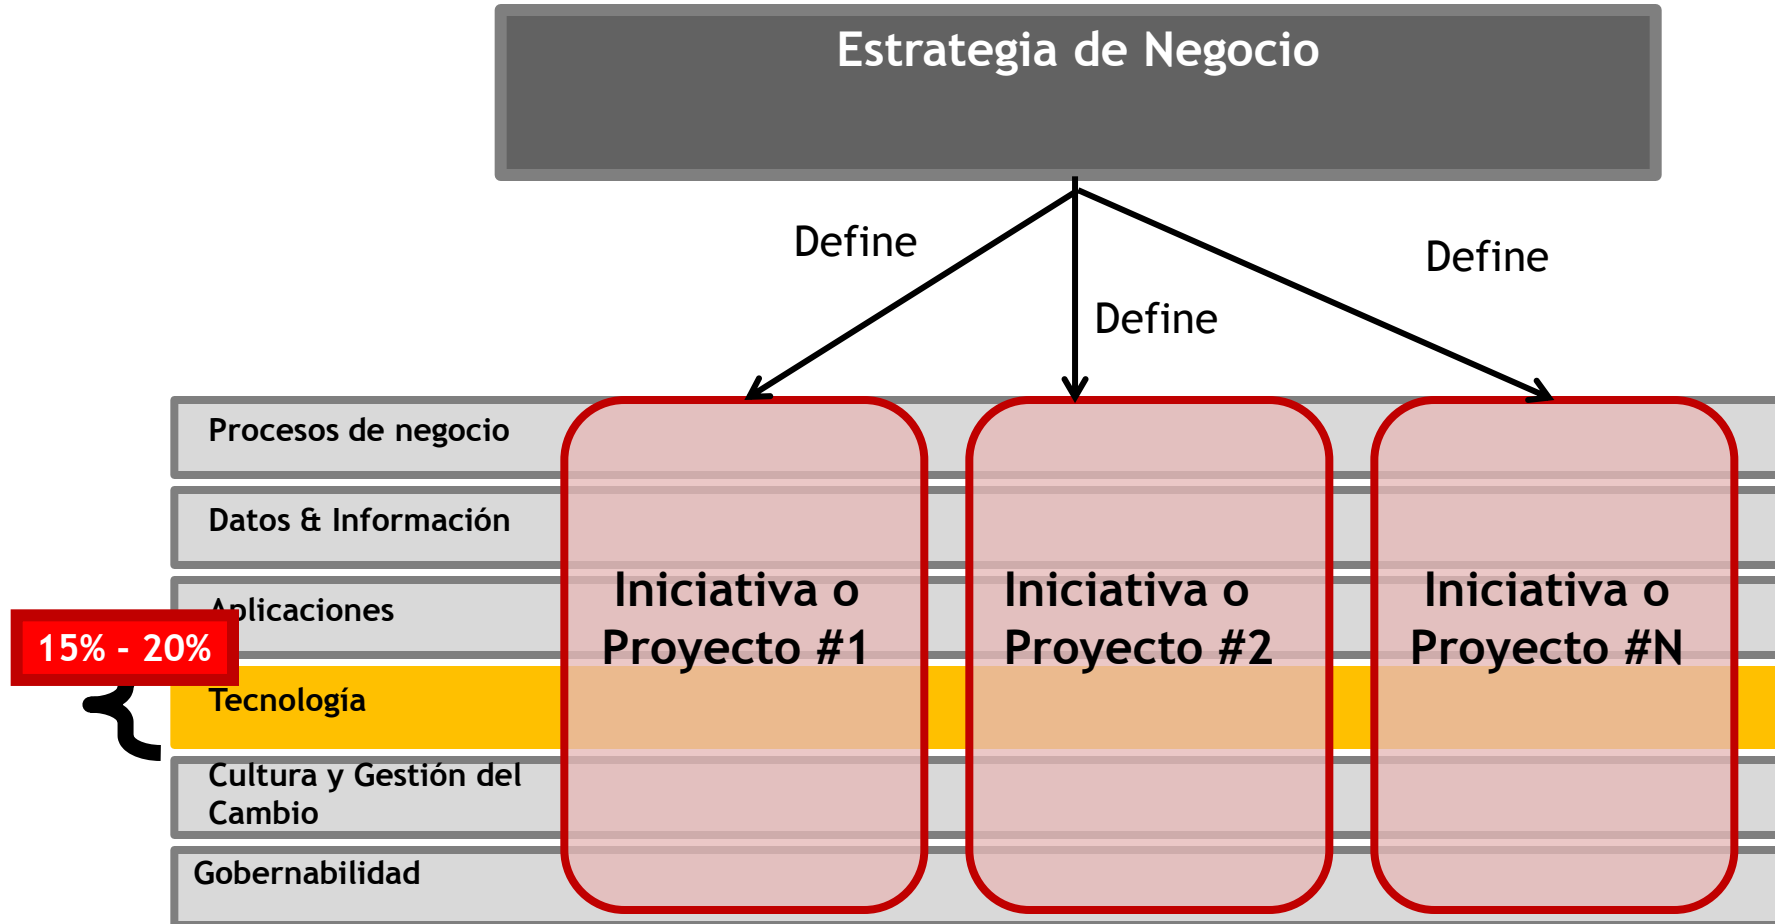 Estrategia de Negocio
Define
Define
Define
Procesos de negocio
Datos & Información
Aplicaciones
15% - 20%
Tecnología
Cultura y Gestión del
Cambio
Gobernabilidad
Iniciativa o
Proyecto #1
Iniciativa o
Proyecto #2
Iniciativa o
Proyecto #N